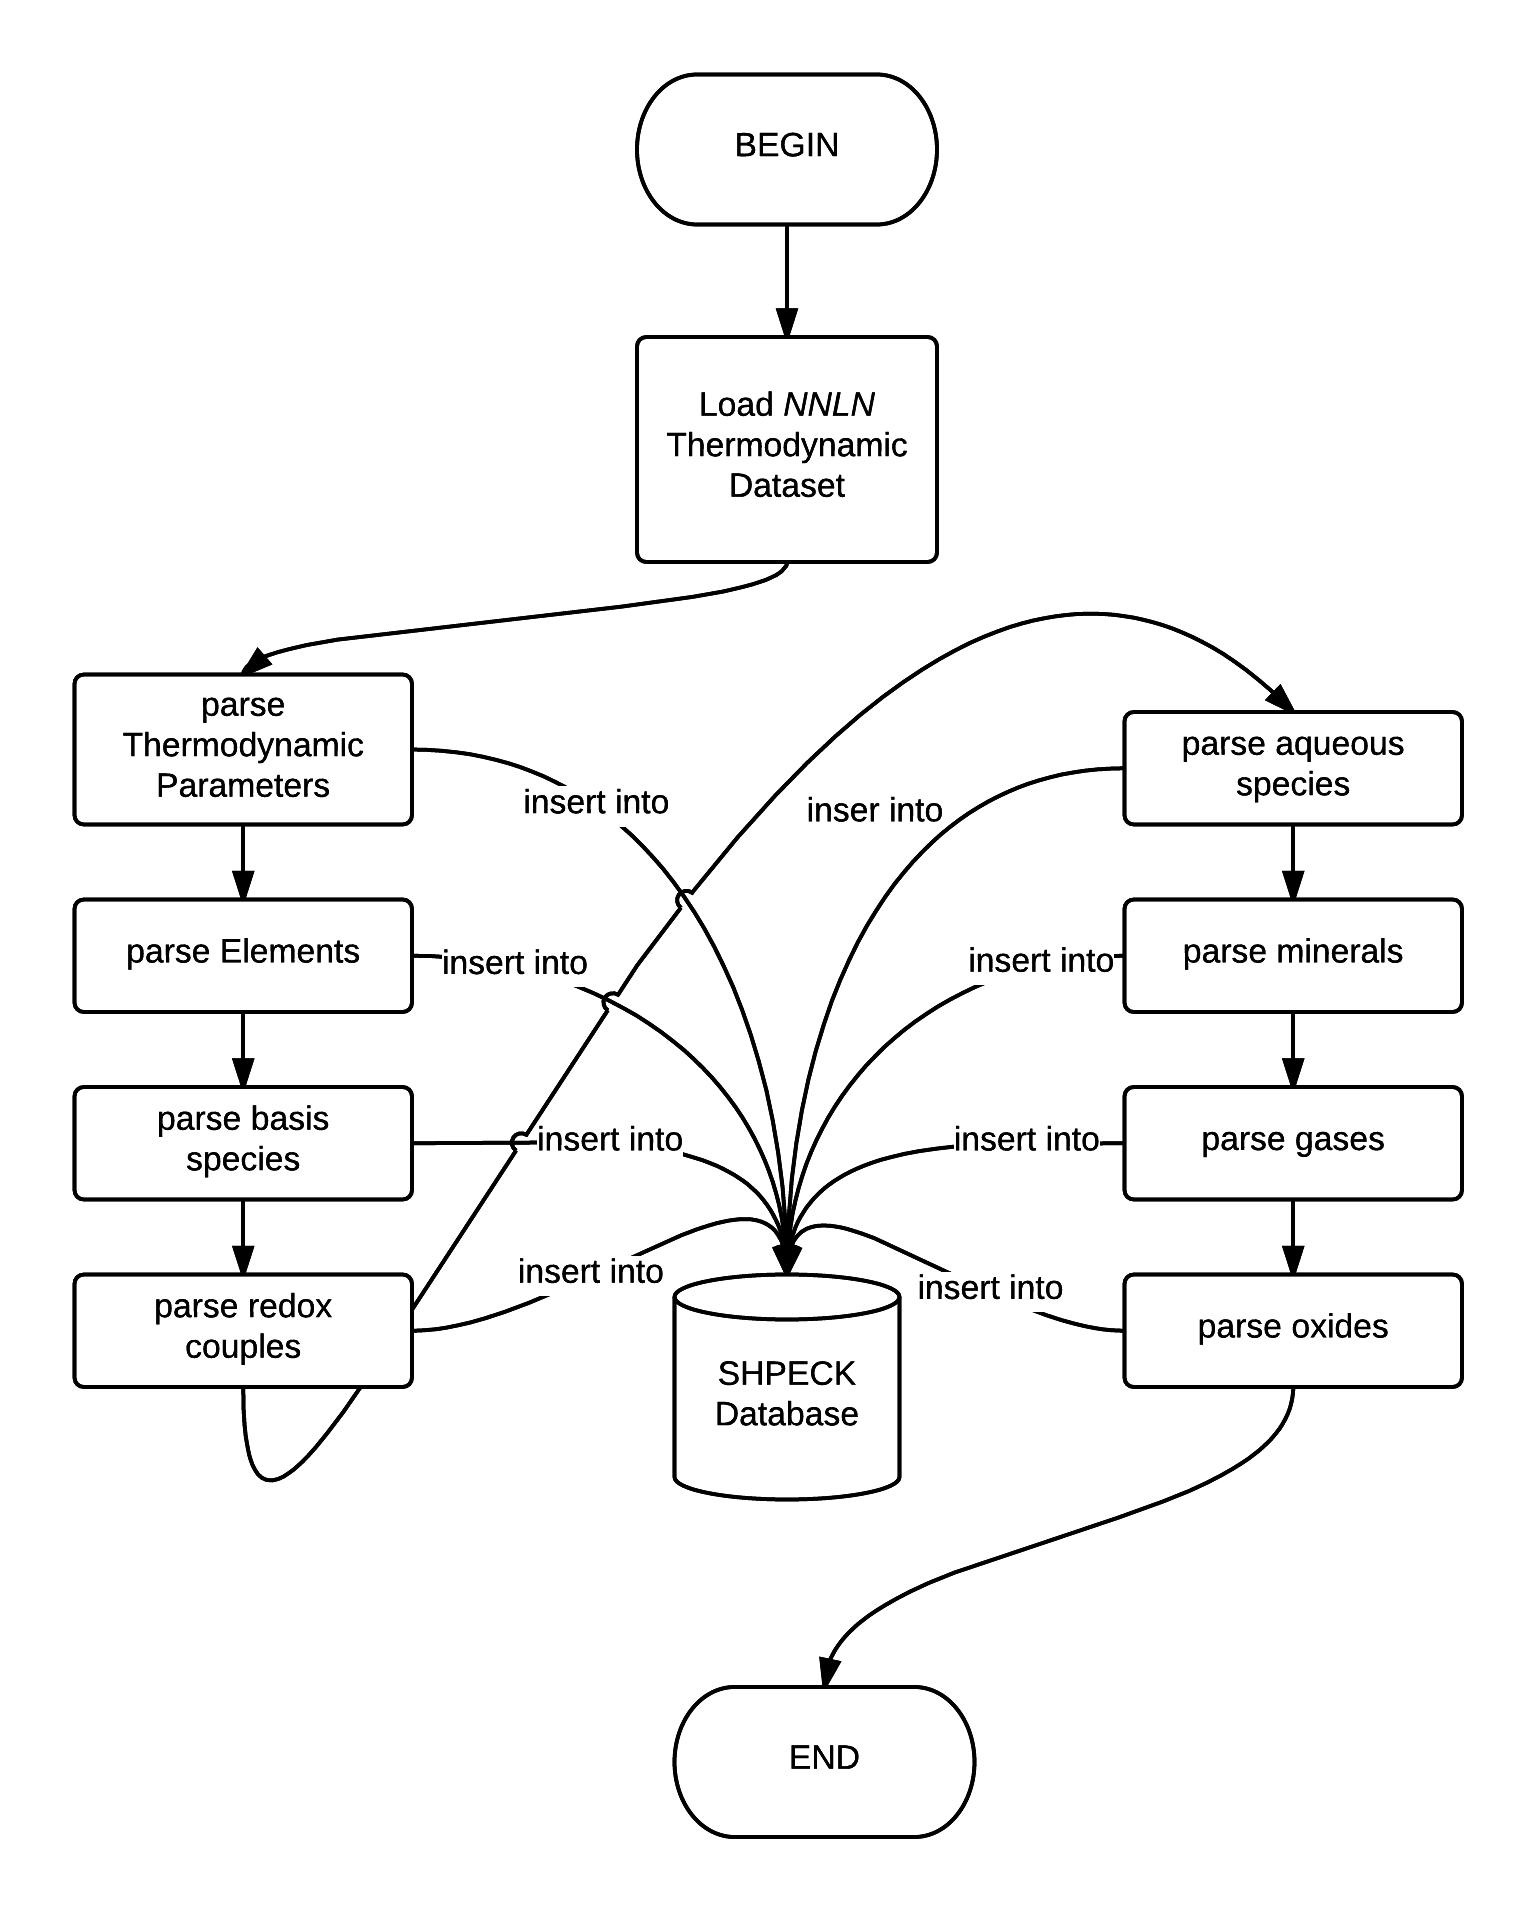 BEGIN
Load NNLN
Thermodynamic
Dataset
parse
Thermodynamic
Parameters
insert into
parse Elements
insert into
parse basis
species
insert into
parse redox
couples
insert into
parse aqueous
species
inser into
parse minerals
insert into
parse gases
insert into
parse oxides
insert into
SHPECK
Database
END